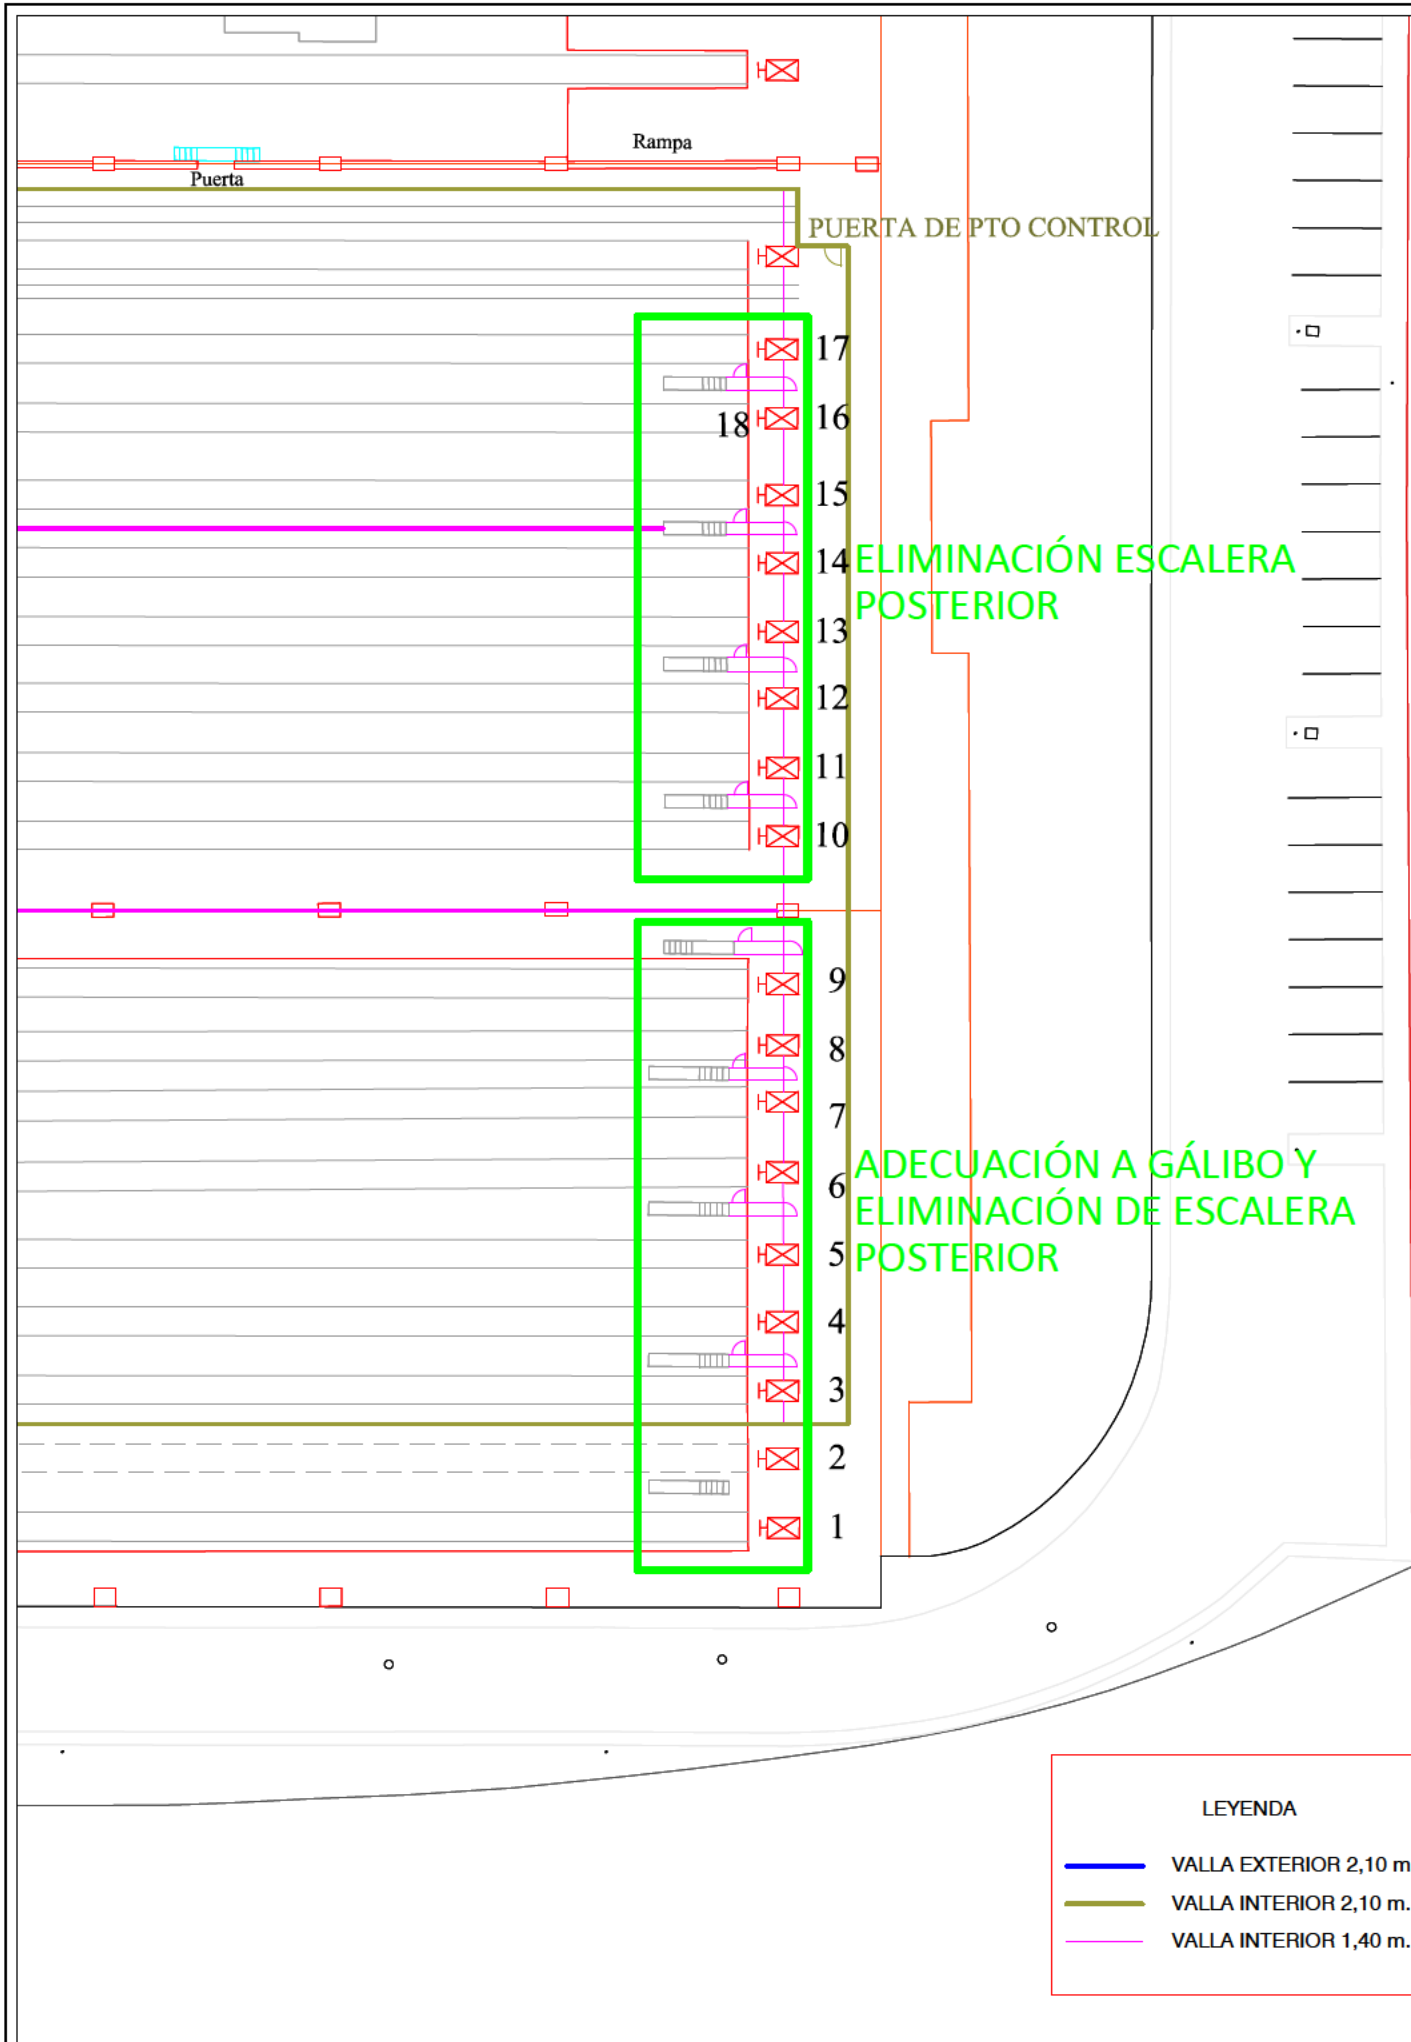 Rampa
Puerta
PUERTA DE PTO CONTROL
17
18
16
15
14
ELIMINACIÓN ESCALERA
POSTERIOR
13
12
11
10
9
8
7
6
ADECUACIÓN A GÁLIBO Y
ELIMINACIÓN DE ESCALERA
POSTERIOR
5
4
3
2
1
LEYENDA
VALLA EXTERIOR 2,10 m
VALLA INTERIOR 2,10 m.
VALLA INTERIOR 1,40 m.